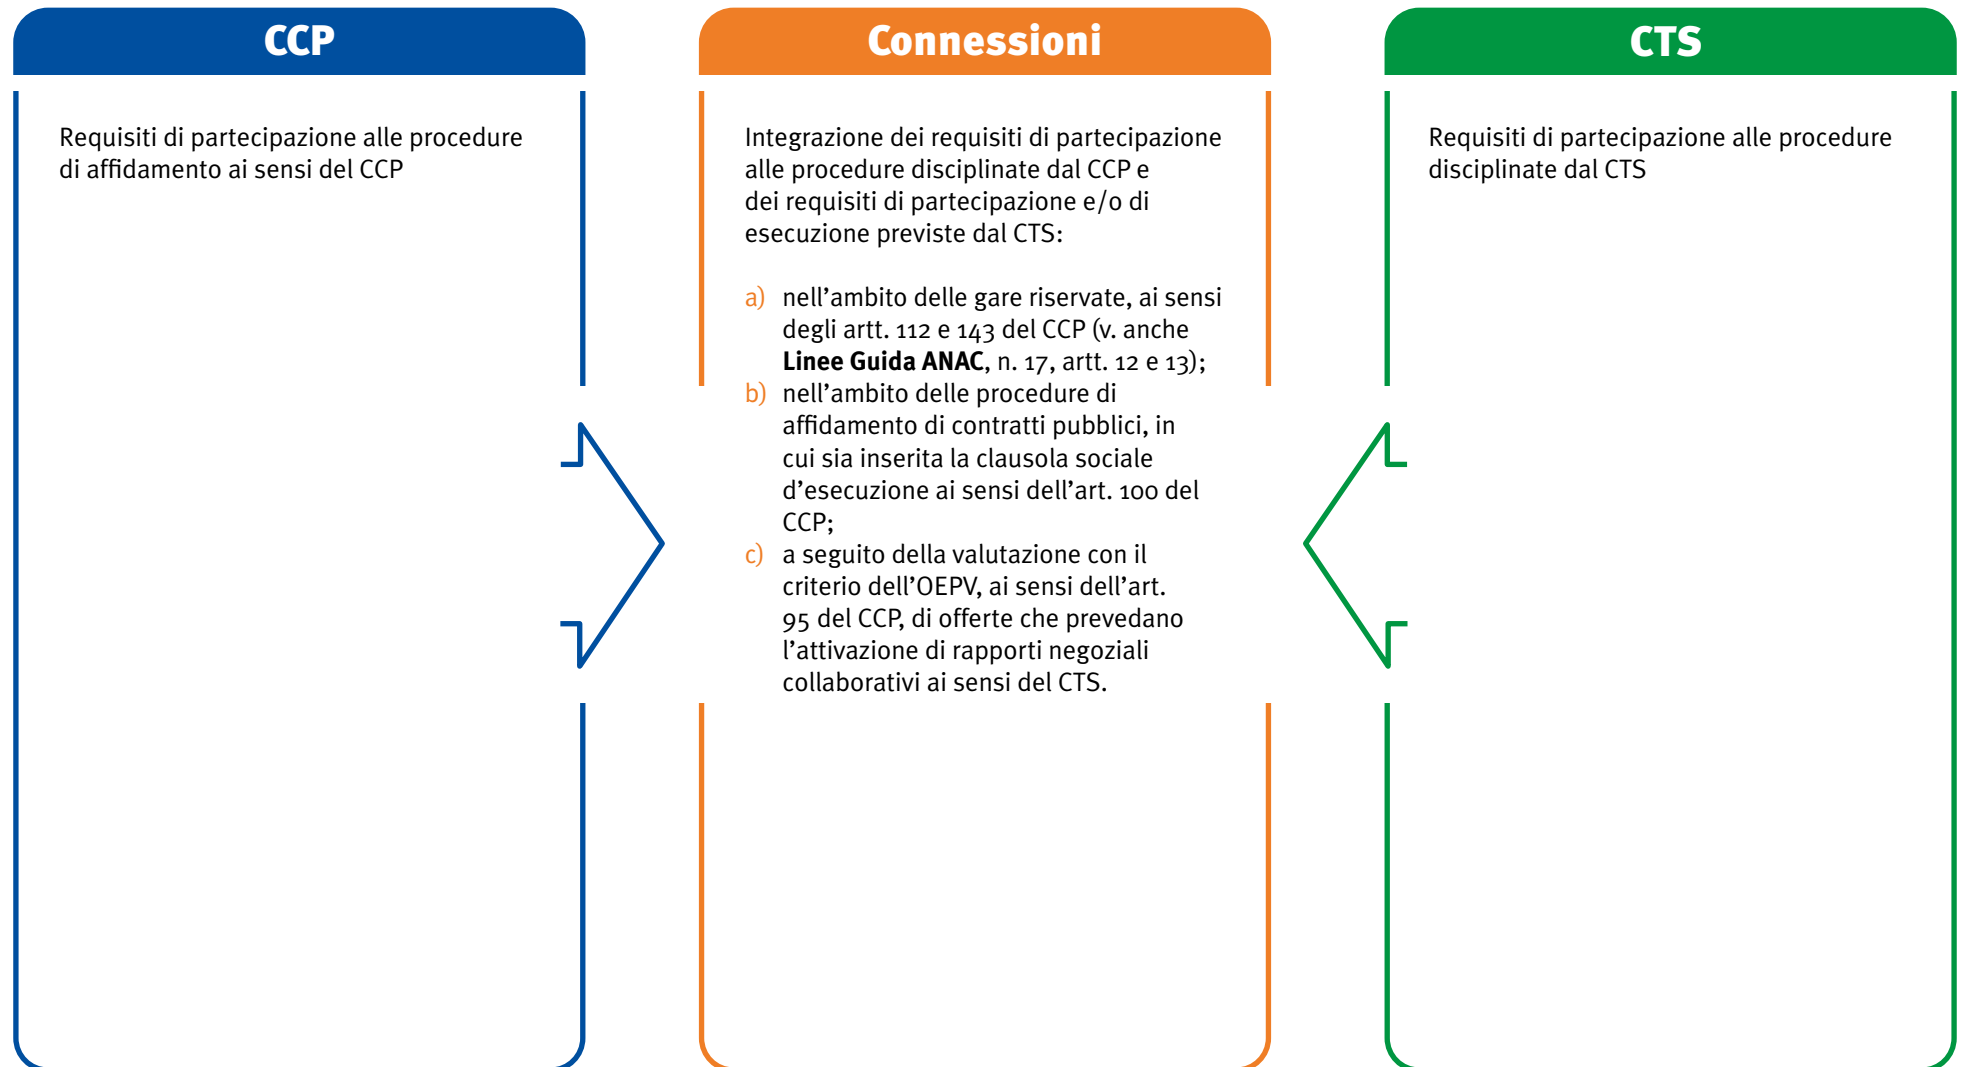 CCP
Requisiti di partecipazione alle procedure
di affidamento ai sensi del CCP
Connessioni
Integrazione dei requisiti di partecipazione
alle procedure disciplinate dal CCP e
dei requisiti di partecipazione e/o di
esecuzione previste dal CTS:
a) nell’ambito delle gare riservate, ai sensi
degli artt. 112 e 143 del CCP (v. anche
Linee Guida ANAC, n. 17, artt. 12 e 13);
b) nell’ambito delle procedure di
affidamento di contratti pubblici, in
cui sia inserita la clausola sociale
d’esecuzione ai sensi dell’art. 100 del
CCP;
c) a seguito della valutazione con il
criterio dell’OEPV, ai sensi dell’art.
95 del CCP, di offerte che prevedano
l’attivazione di rapporti negoziali
collaborativi ai sensi del CTS.
CTS
Requisiti di partecipazione alle procedure
disciplinate dal CTS